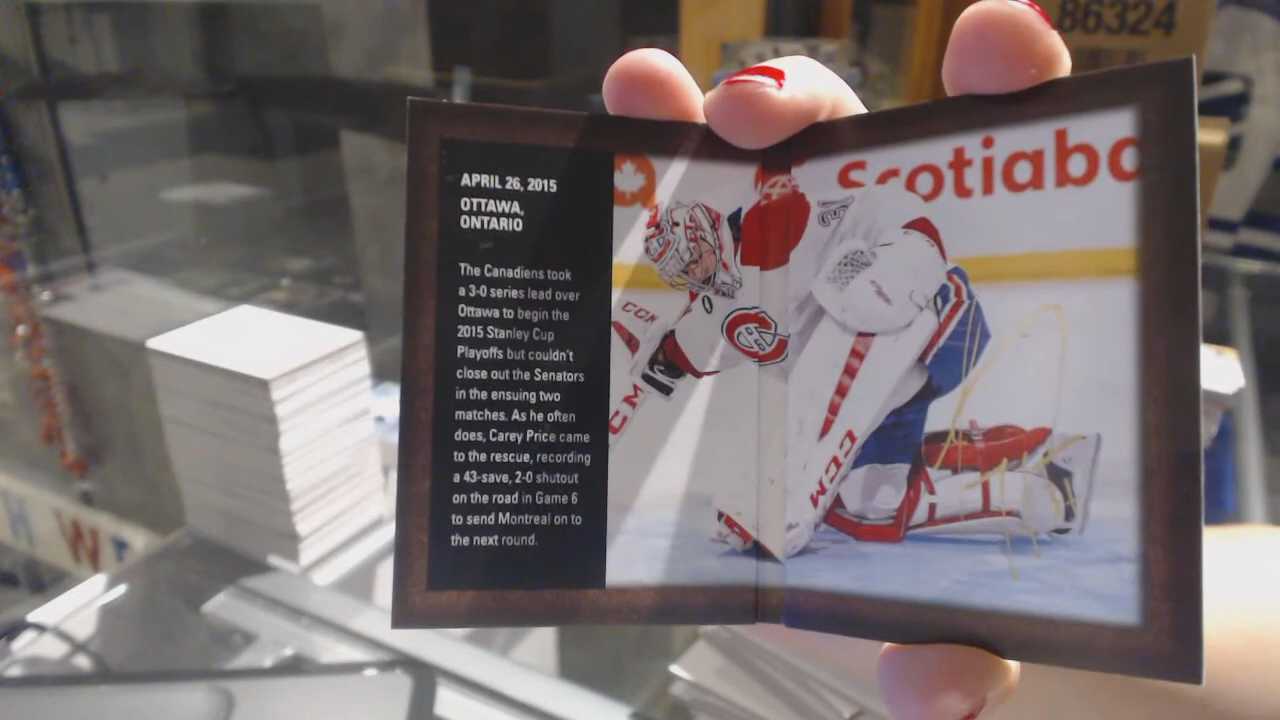 86324
APRIL 26, 2015
OTTAWA,
ONTARIO
The Canadiens took
a 3-0 series lead over
Ottawa to begin the
2015 Stanley Cup
Playoffs but couldn't
close out the Senators
in the ensuing two
matches. As he often
does, Carey Price came
to the rescue, recording
a 43-save, 2-0 shutout
on the road in Game 6
to send Montreal on to
the next round.
Scotiaba
31
CCM
CCM
CCM